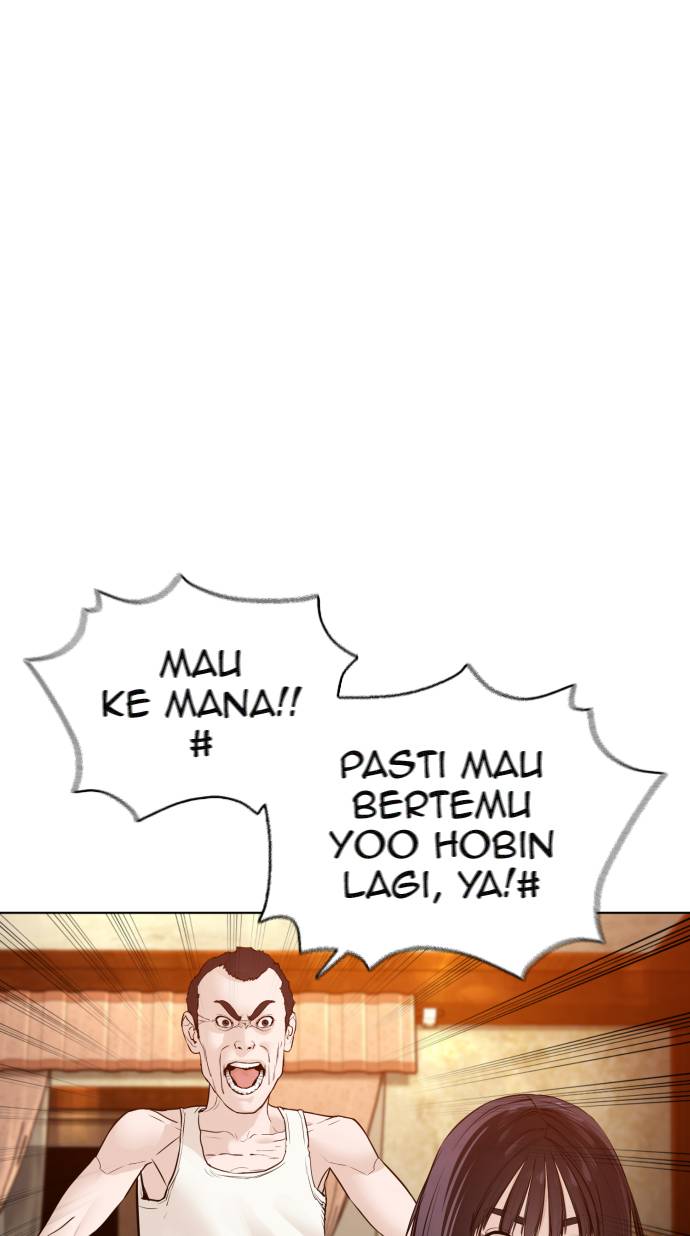 MAU
KE MANA!!
#
PASTI MAU
BERTEMU
YOO HOBIN
LAGI, YA!#